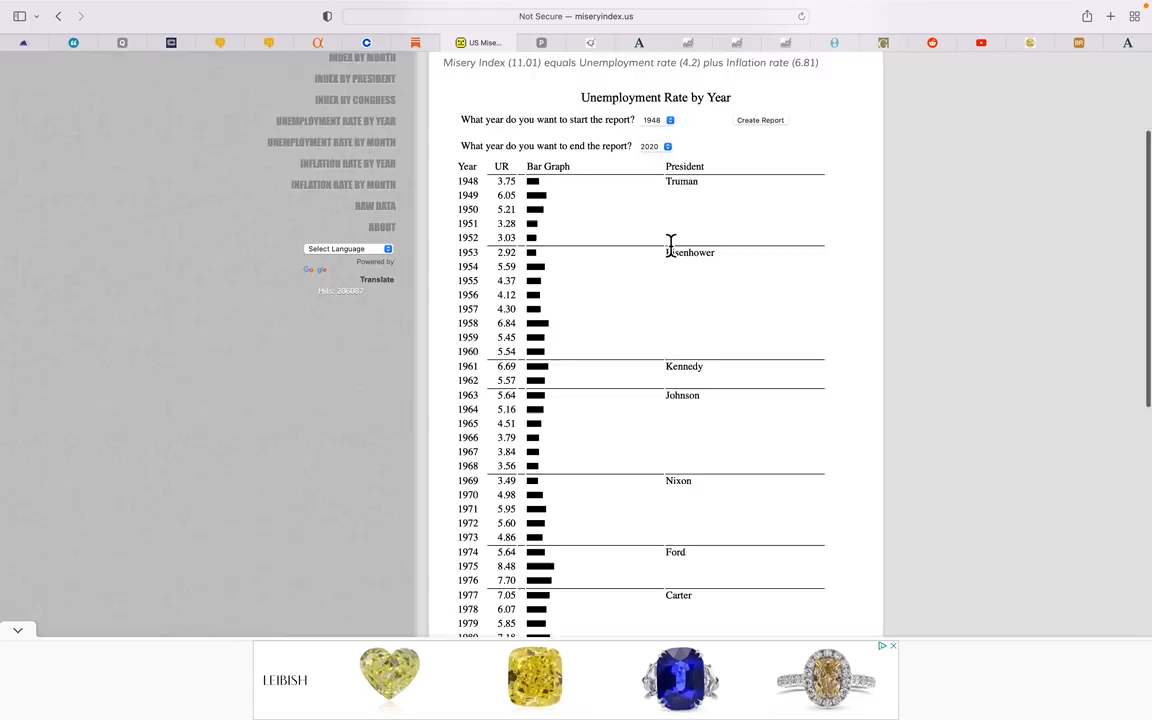 Not Secure — miseryindex.us
US Mise...
INDEX BY MONTH
INDEX BY PRESIDENT
INDEX BY CONGRESS
UNEMPLOYMENT RATE BY YEAR
UNEMPLOYMENT RATE BY MONTH
INFLATION RATE BY YEAR
INFLATION RATE BY MONTH
RAW DATA
ABOUT
Select Language
Powered by
Google
Translate
Hits: 206087
Misery Index (11.01) equals Unemployment rate (4.2) plus Inflation rate (6.81)
Unemployment Rate by Year
What year do you want to start the report? 1948 Create Report
What year do you want to end the report? 2020
Year UR Bar Graph President
1948 3.75 Truman
1949 6.05
1950 5.21
1951 3.28
1952 3.03
1953 2.92 Eisenhower
1954 5.59
1955 4.37
1956 4.12
1957 4.30
1958 6.84
1959 5.45
1960 5.54
1961 6.69 Kennedy
1962 5.57
1963 5.64 Johnson
1964 5.16
1965 4.51
1966 3.79
1967 3.84
1968 3.56
1969 3.49 Nixon
1970 4.98
1971 5.95
1972 5.60
1973 4.86
1974 5.64 Ford
1975 8.48
1976 7.70
1977 7.05 Carter
1978 6.07
1979 5.85
1980 7.18
LEIBISH